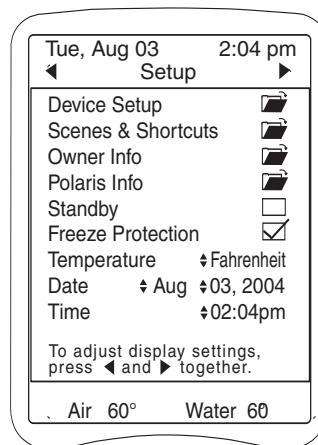 Tue, Aug 03 2:04 pm
Setup
Device Setup
Scenes & Shortcuts
Owner Info
Polaris Info
Standby
Freeze Protection
Temperature Fahrenheit
Date Aug 03, 2004
Time 02:04pm
To adjust display settings,
press ◀ and ▶ together.
Air 60° Water 60